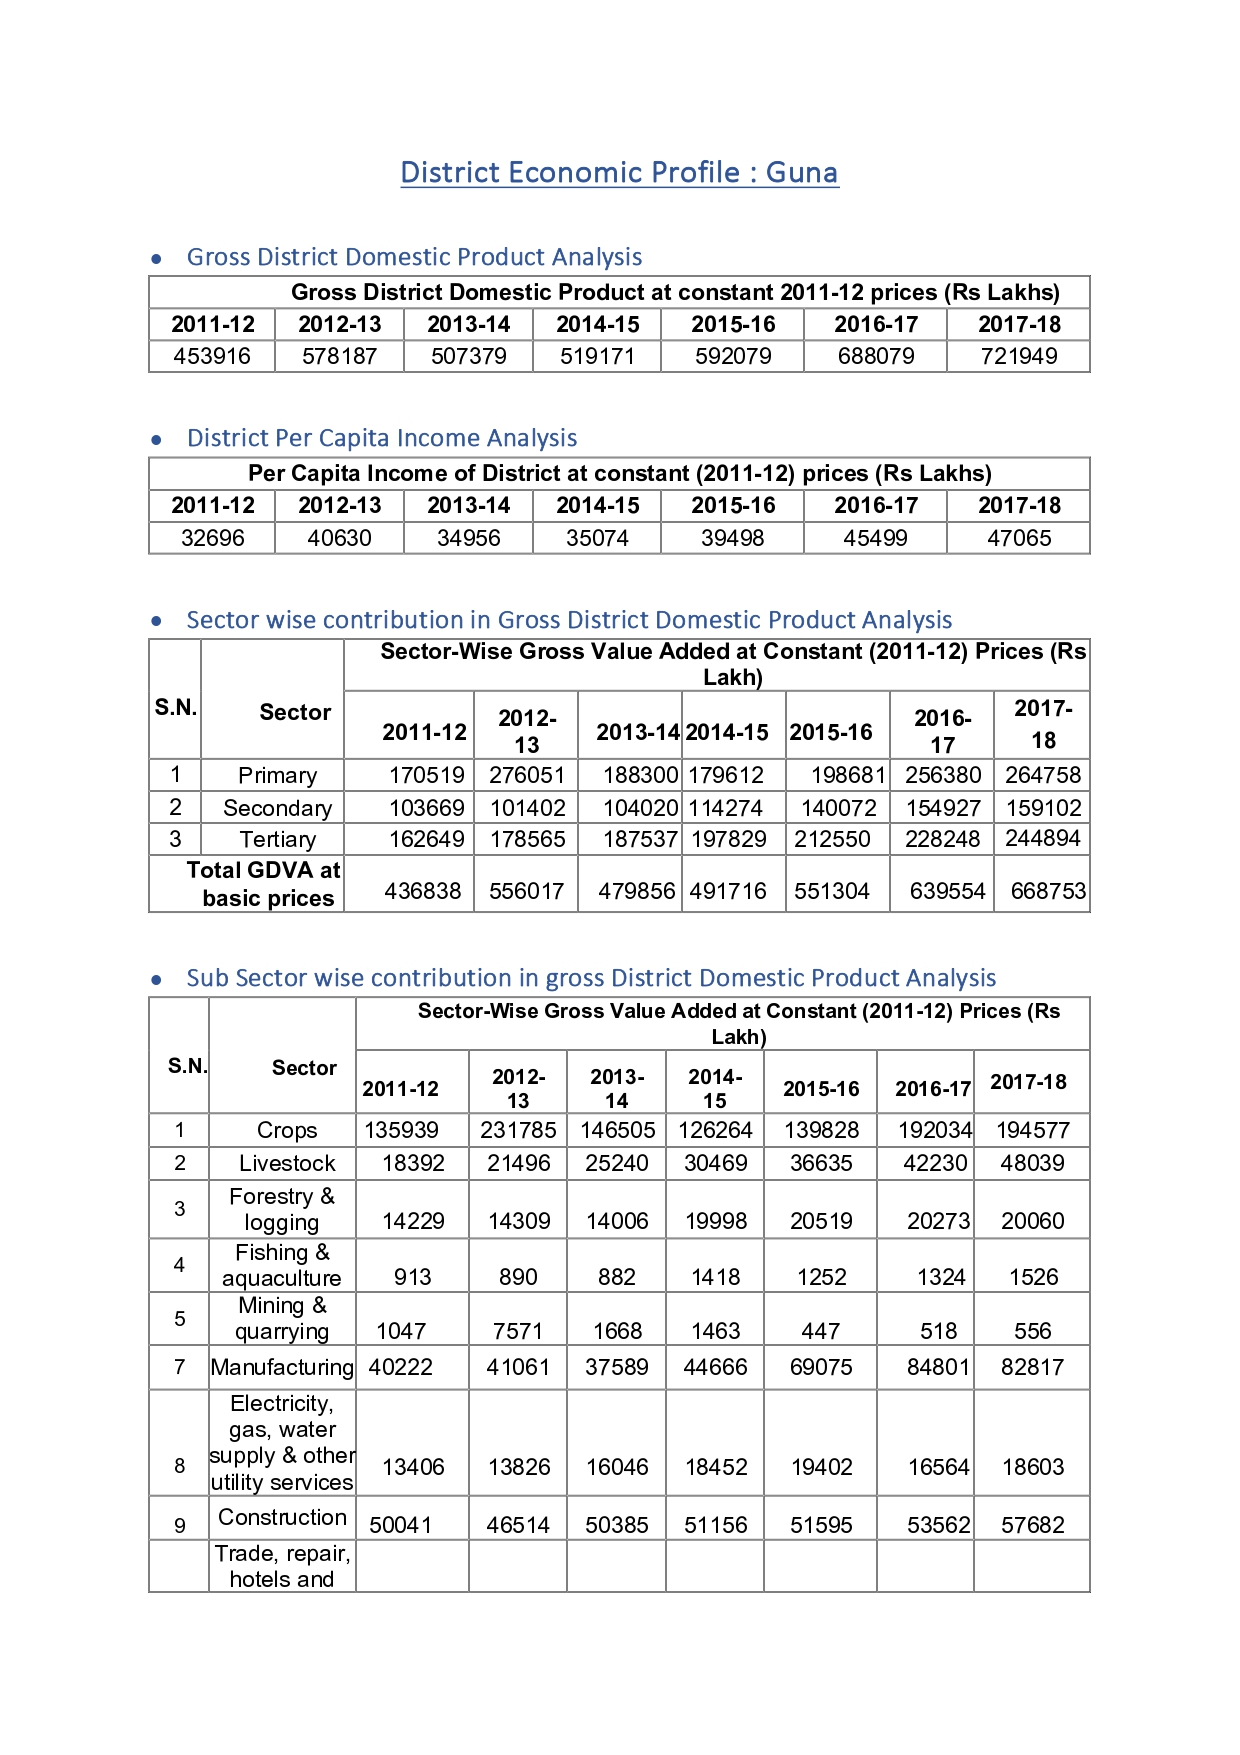 District Economic Profile : Guna
• Gross District Domestic Product Analysis
Gross District Domestic Product at constant 2011-12 prices (Rs Lakhs)
2011-12 2012-13 2013-14 2014-15 2015-16 2016-17 2017-18
453916 578187 507379 519171 592079 688079 721949
• District Per Capita Income Analysis
Per Capita Income of District at constant (2011-12) prices (Rs Lakhs)
2011-12 2012-13 2013-14 2014-15 2015-16 2016-17 2017-18
32696 40630 34956 35074 39498 45499 47065
• Sector wise contribution in Gross District Domestic Product Analysis
S.N. Sector Sector-Wise Gross Value Added at Constant (2011-12) Prices (Rs
Lakh)
2011-12 2012- 2013-14 2014-15 2015-16 2016- 2017-
13 17 18
1 Primary 170519 276051 188300 179612 198681 256380 264758
2 Secondary 103669 101402 104020 114274 140072 154927 159102
3 Tertiary 162649 178565 187537 197829 212550 228248 244894
Total GDVA at
basic prices 436838 556017 479856 491716 551304 639554 668753
• Sub Sector wise contribution in gross District Domestic Product Analysis
S.N. Sector Sector-Wise Gross Value Added at Constant (2011-12) Prices (Rs
Lakh)
2011-12 2012- 2013- 2014- 2015-16 2016-17 2017-18
13 14 15
1 Crops 135939 231785 146505 126264 139828 192034 194577
2 Livestock 18392 21496 25240 30469 36635 42230 48039
3 Forestry &
logging 14229 14309 14006 19998 20519 20273 20060
4 Fishing &
aquaculture 913 890 882 1418 1252 1324 1526
5 Mining &
quarrying 1047 7571 1668 1463 447 518 556
7 Manufacturing 40222 41061 37589 44666 69075 84801 82817
Electricity,
gas, water
supply & other
8 utility services 13406 13826 16046 18452 19402 16564 18603
9 Construction 50041 46514 50385 51156 51595 53562 57682
Trade, repair,
hotels and